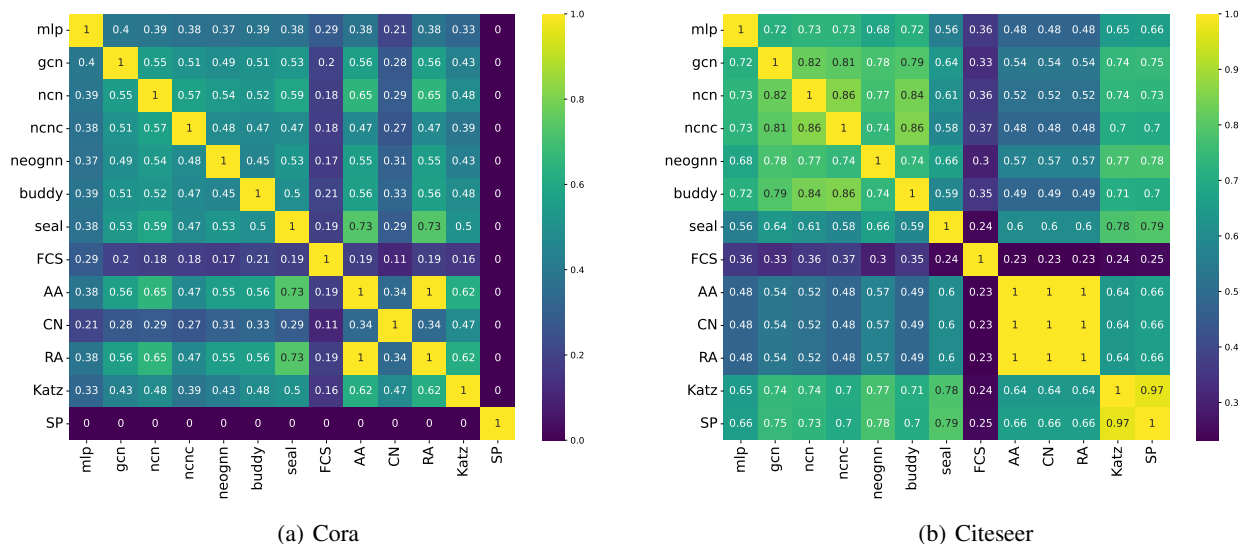 mlp 1 0.4 0.39 0.38 0.37 0.39 0.38 0.29 0.38 0.21 0.38 0.33 0
gcn 0.4 1 0.55 0.51 0.49 0.51 0.53 0.2 0.56 0.28 0.56 0.43 0
ncn 0.39 0.55 1 0.57 0.54 0.52 0.59 0.18 0.65 0.29 0.65 0.48 0
ncnc 0.38 0.51 0.57 1 0.48 0.47 0.47 0.18 0.47 0.27 0.47 0.39 0
neognn 0.37 0.49 0.54 0.48 1 0.45 0.53 0.17 0.55 0.31 0.55 0.43 0
buddy 0.39 0.51 0.52 0.47 0.45 1 0.5 0.21 0.56 0.33 0.56 0.48 0
seal 0.38 0.53 0.59 0.47 0.53 0.5 1 0.19 0.73 0.29 0.73 0.5 0
FCS 0.29 0.2 0.18 0.18 0.17 0.21 0.19 1 0.19 0.11 0.19 0.16 0
AA 0.38 0.56 0.65 0.47 0.55 0.56 0.73 0.19 1 0.34 1 0.62 0
CN 0.21 0.28 0.29 0.27 0.31 0.33 0.29 0.11 0.34 1 0.34 0.47 0
RA 0.38 0.56 0.65 0.47 0.55 0.56 0.73 0.19 1 0.34 1 0.62 0
Katz 0.33 0.43 0.48 0.39 0.43 0.48 0.5 0.16 0.62 0.47 0.62 1 0
SP 0 0 0 0 0 0 0 0 0 0 0 0 1
mlp gcn ncn ncnc neognn buddy seal FCS AA CN RA Katz SP
1.0
0.8
0.6
0.4
0.2
0.0
(a) Cora
mlp 1 0.72 0.73 0.73 0.68 0.72 0.56 0.36 0.48 0.48 0.48 0.65 0.66
gcn 0.72 1 0.82 0.81 0.78 0.79 0.64 0.33 0.54 0.54 0.54 0.74 0.75
ncn 0.73 0.82 1 0.86 0.77 0.84 0.61 0.36 0.52 0.52 0.52 0.74 0.73
ncnc 0.73 0.81 0.86 1 0.74 0.86 0.58 0.37 0.48 0.48 0.48 0.7 0.7
neognn 0.68 0.78 0.77 0.74 1 0.74 0.66 0.3 0.57 0.57 0.57 0.77 0.78
buddy 0.72 0.79 0.84 0.86 0.74 1 0.59 0.35 0.49 0.49 0.49 0.71 0.7
seal 0.56 0.64 0.61 0.58 0.66 0.59 1 0.24 0.6 0.6 0.6 0.78 0.79
FCS 0.36 0.33 0.36 0.37 0.3 0.35 0.24 1 0.23 0.23 0.23 0.24 0.25
AA 0.48 0.54 0.52 0.48 0.57 0.49 0.6 0.23 1 1 1 0.64 0.66
CN 0.48 0.54 0.52 0.48 0.57 0.49 0.6 0.23 1 1 1 0.64 0.66
RA 0.48 0.54 0.52 0.48 0.57 0.49 0.6 0.23 1 1 1 0.64 0.66
Katz 0.65 0.74 0.74 0.7 0.77 0.71 0.78 0.24 0.64 0.64 0.64 1 0.97
SP 0.66 0.75 0.73 0.7 0.78 0.7 0.79 0.25 0.66 0.66 0.66 0.97 1
mlp gcn ncn ncnc neognn buddy seal FCS AA CN RA Katz SP
1.0
0.9
0.8
0.7
0.6
0.5
0.4
0.3
(b) Citeseer